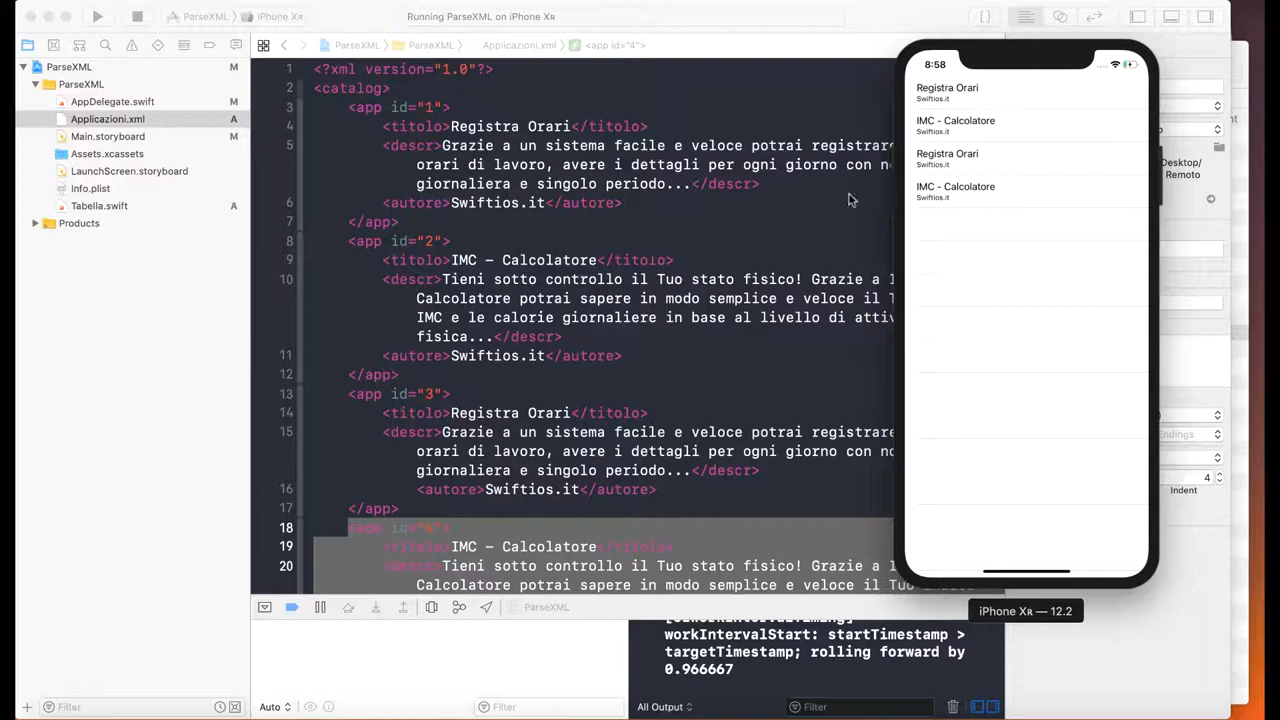 ParseXML
iPhone Xʀ
Running ParseXML on iPhone Xʀ
ParseXML
ParseXML
Applicazioni.xml
<app id="4">
ParseXML M
ParseXML
AppDelegate.swift M
Applicazioni.xml A
Main.storyboard M
Assets.xcassets
LaunchScreen.storyboard
Info.plist
Tabella.swift A
Products
1 <?xml version="1.0"?>
2 <catalog>
3 <app id="1">
4 <titolo>Registra Orari</titolo>
5 <descr>Grazie a un sistema facile e veloce potrai registrare
orari di lavoro, avere i dettagli per ogni giorno con
giornaliera e singolo periodo...</descr>
6 <autore>Swiftios.it</autore>
7 </app>
8 <app id="2">
9 <titolo>IMC – Calcolatore</titolo>
10 <descr>Tieni sotto controllo il Tuo stato fisico! Grazie a
Calcolatore potrai sapere in modo semplice e veloce il
IMC e le calorie giornaliere in base al livello di
fisica...</descr>
11 <autore>Swiftios.it</autore>
12 </app>
13 <app id="3">
14 <titolo>Registra Orari</titolo>
15 <descr>Grazie a un sistema facile e veloce potrai registrare
orari di lavoro, avere i dettagli per ogni giorno con
giornaliera e singolo periodo...</descr>
16 <autore>Swiftios.it</autore>
17 </app>
18 <app id="4">
19 <titolo>IMC – Calcolatore</titolo>
20 <descr>Tieni sotto controllo il Tuo stato fisico! Grazie a
Calcolatore potrai sapere in modo semplice e veloce il Tuo
8:58
Registra Orari
Swiftios.it
IMC - Calcolatore
Swiftios.it
Registra Orari
Swiftios.it
IMC - Calcolatore
Swiftios.it
iPhone Xʀ — 12.2
Desktop/
Remoto
Endings
4
Indent
ParseXML
workIntervalStart: startTimestamp >
targetTimestamp; rolling forward by
0.966667
Filter
Auto
Filter
All Output
Filter